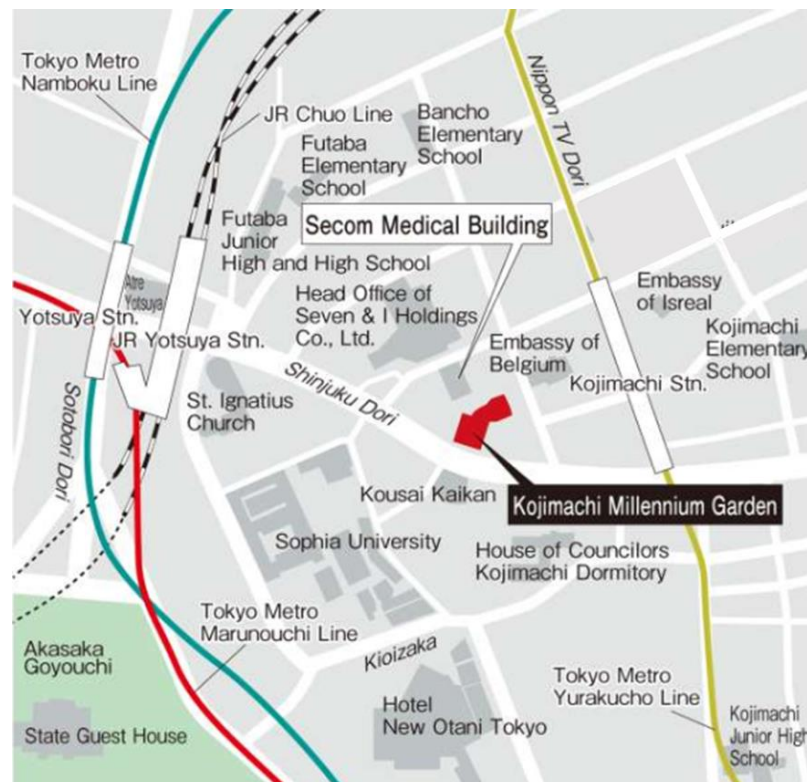 Tokyo Metro
Namboku Line
JR Chuo Line
Futaba
Elementary
School
Bancho
Elementary
School
Nippon TV Dori
Futaba
Junior
High and High School
Secom Medical Building
Atre
Yotsuya
Yotsuya Stn.
JR Yotsuya Stn.
Head Office of
Seven & I Holdings
Co., Ltd.
Embassy of
Belgium
Embassy
of Isreal
Kojimachi
Elementary
School
Kojimachi Stn.
Shinjuku Dori
St. Ignatius
Church
Sotobori Dori
Kousai Kaikan
Kojimachi Millennium Garden
Sophia University
House of Councilors
Kojimachi Dormitory
Tokyo Metro
Marunouchi Line
Kioizaka
Akasaka
Goyouchi
State Guest House
Hotel
New Otani Tokyo
Tokyo Metro
Yurakucho Line
Kojimachi
Junior High
School